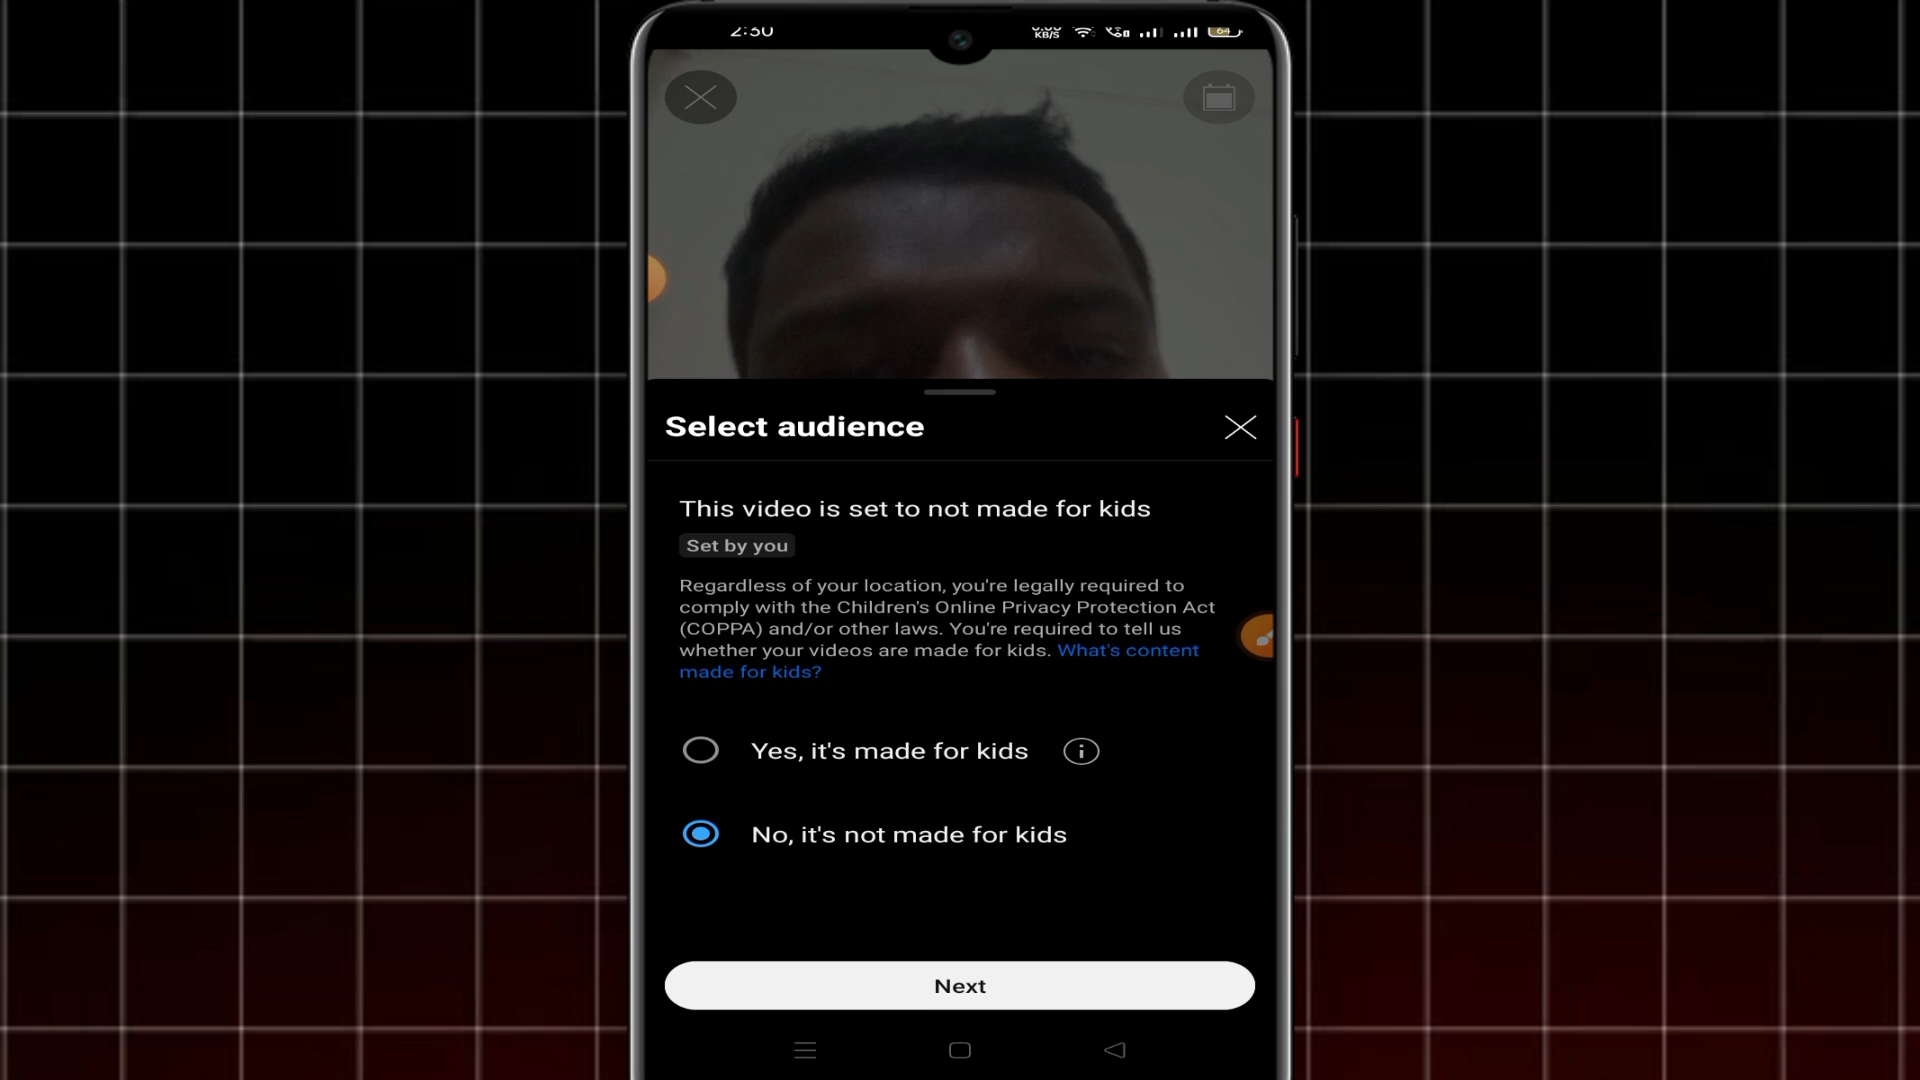 2:30
KB/S
64
Select audience
This video is set to not made for kids
Set by you
Regardless of your location, you're legally required to
comply with the Children's Online Privacy Protection Act
(COPPA) and/or other laws. You're required to tell us
whether your videos are made for kids. What's content
made for kids?
Yes, it's made for kids
No, it's not made for kids
Next